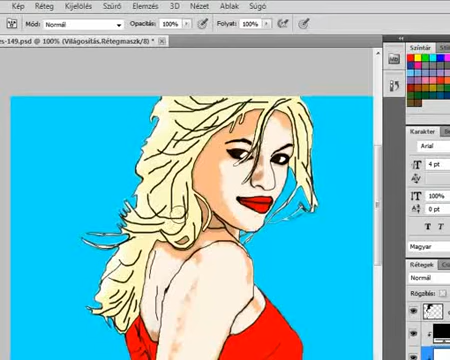 Kép Réteg Kijelölés Szűrő Elemzés 3D Nézet Ablak Súgó
Mód: Normál Opacitás: 100% Folyat: 100%
s-149.psd @ 100% (Világosítás.Rétegmaszk/8) *
Színtár
Karakter
Arial
4 pt
100%
0 pt
T T
Magyar
Rétegek
Normál
Rögzítés: